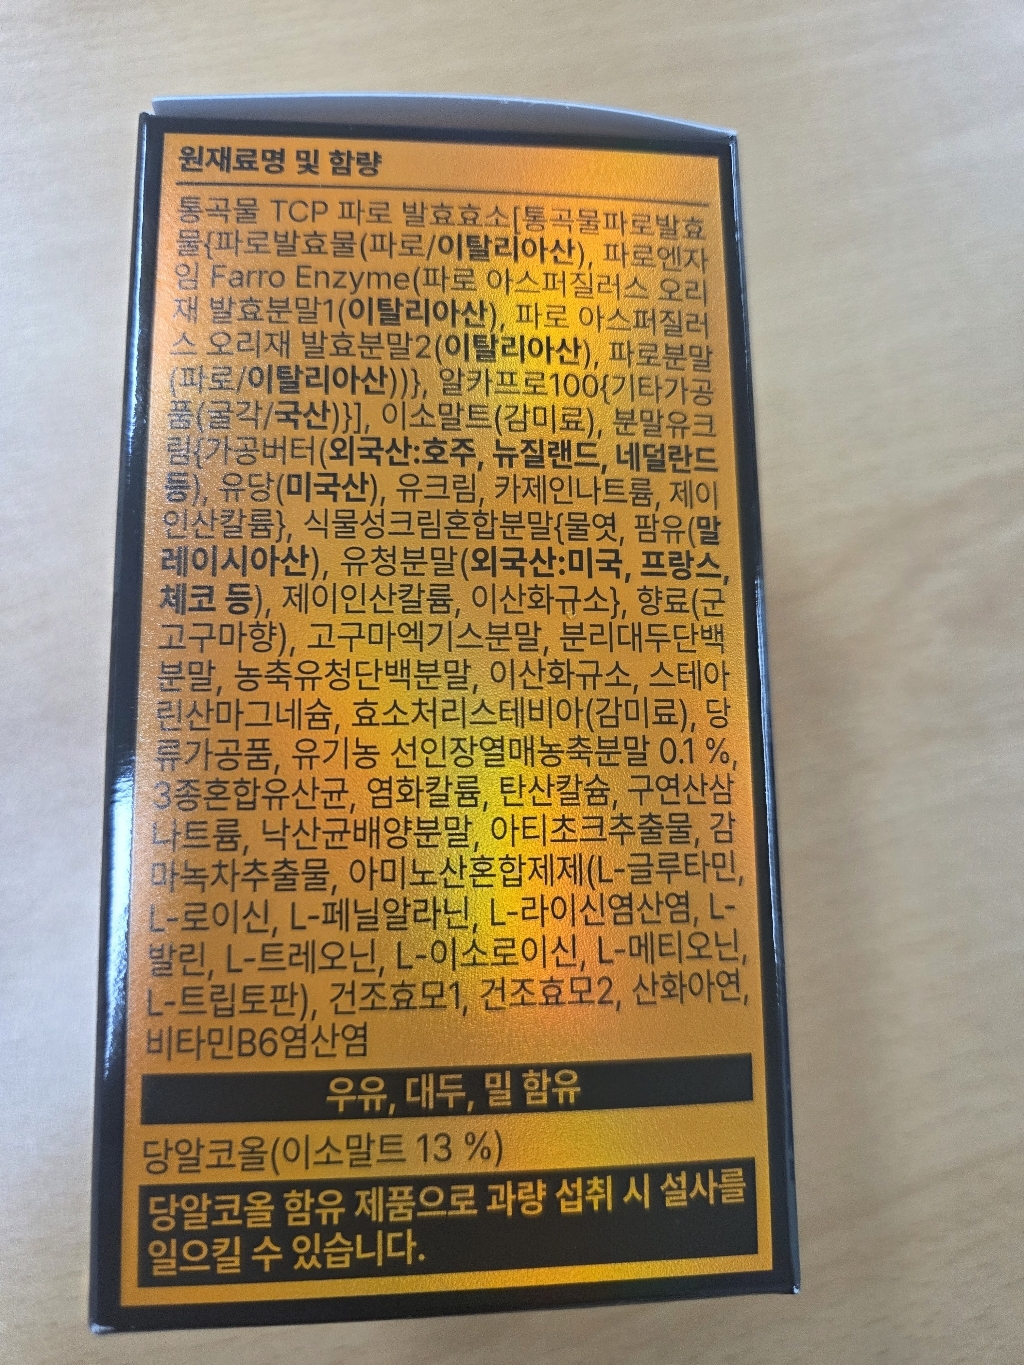 원재료명 및 함량
통곡물 TCP 파로 발효효소[통곡물파로발효
물{파로발효물(파로/이탈리아산), 파로엔자
임 Farro Enzyme(파로 아스퍼질러스 오리
재 발효분말1(이탈리아산), 파로 아스퍼질러
스 오리재 발효분말2(이탈리아산), 파로분말
(파로/이탈리아산))}, 알카프로100{기타가공
품(굴각/국산)}], 이소말트(감미료), 분말유크
림{가공버터(외국산:호주, 뉴질랜드, 네덜란드
등), 유당(미국산), 유크림, 카제인나트륨, 제이
인산칼륨}, 식물성크림혼합분말{물엿, 팜유(말
레이시아산), 유청분말(외국산:미국, 프랑스,
체코 등), 제이인산칼륨, 이산화규소}, 향료(군
고구마향), 고구마엑기스분말, 분리대두단백
분말, 농축유청단백분말, 이산화규소, 스테아
린산마그네슘, 효소처리스테비아(감미료), 당
류가공품, 유기농 선인장열매농축분말 0.1 %,
3종혼합유산균, 염화칼륨, 탄산칼슘, 구연산삼
나트륨, 낙산균배양분말, 아티초크추출물, 감
마녹차추출물, 아미노산혼합제제(L-글루타민,
L-로이신, L-페닐알라닌, L-라이신염산염, L-
발린, L-트레오닌, L-이소로이신, L-메티오닌,
L-트립토판), 건조효모1, 건조효모2, 산화아연,
비타민B6염산염
우유, 대두, 밀 함유
당알코올(이소말트 13 %)
당알코올 함유 제품으로 과량 섭취 시 설사를
일으킬 수 있습니다.